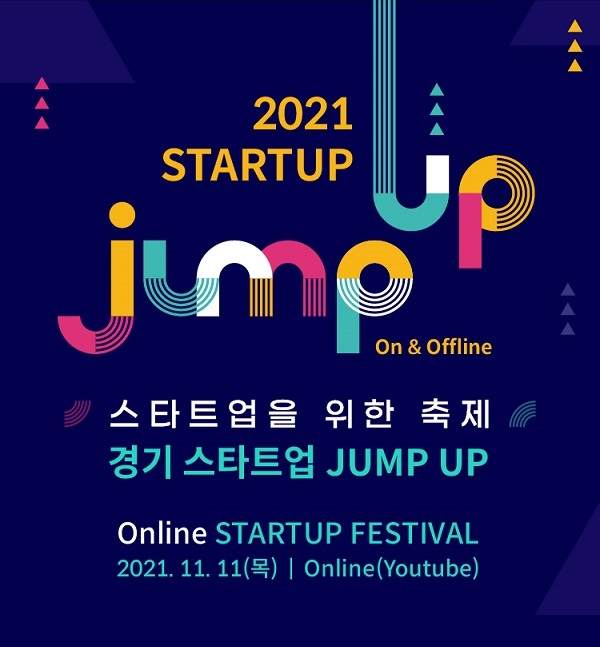 2021
STARTUP
jump up
On & Offline
스타트업을 위한 축제
경기 스타트업 JUMP UP
Online STARTUP FESTIVAL
2021. 11. 11(목) | Online(Youtube)